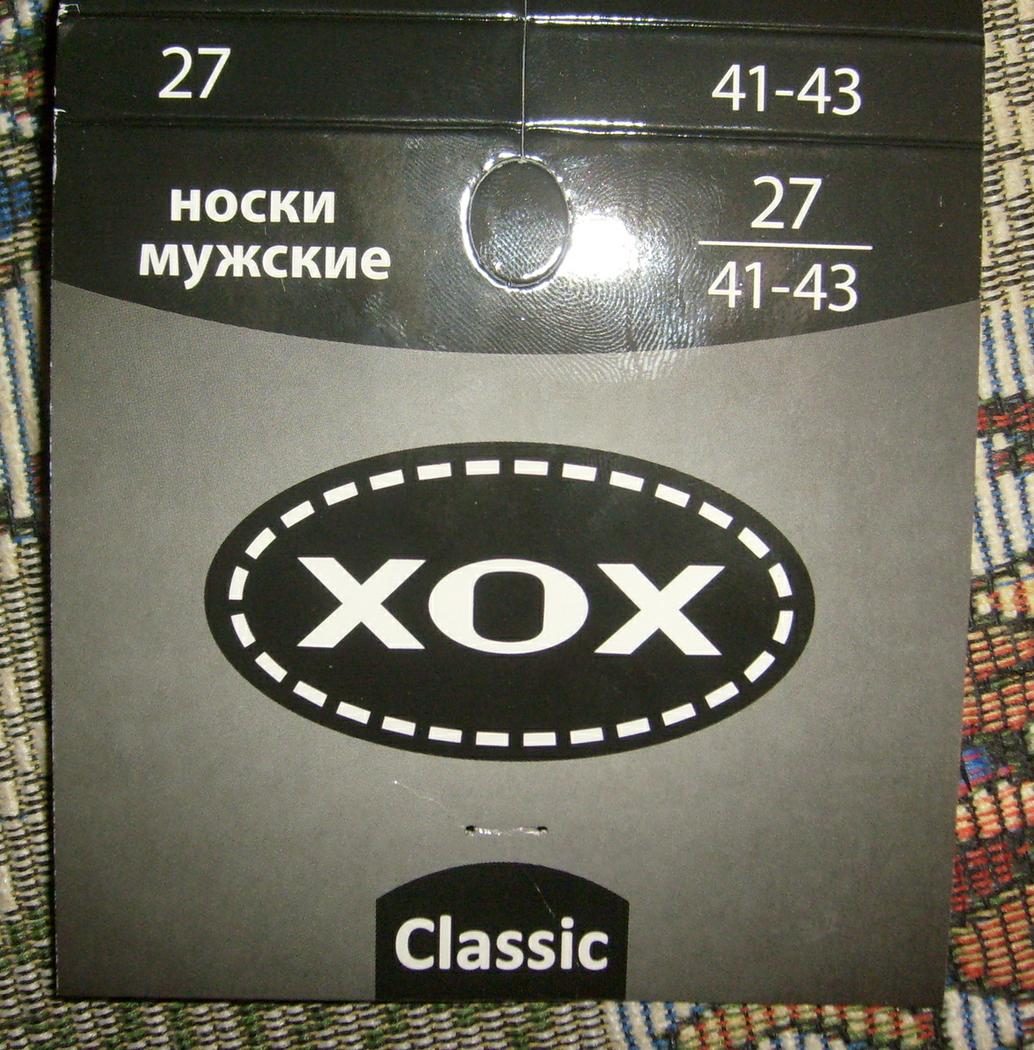 27
41-43
носки
мужские
27
41-43
XOX
Classic